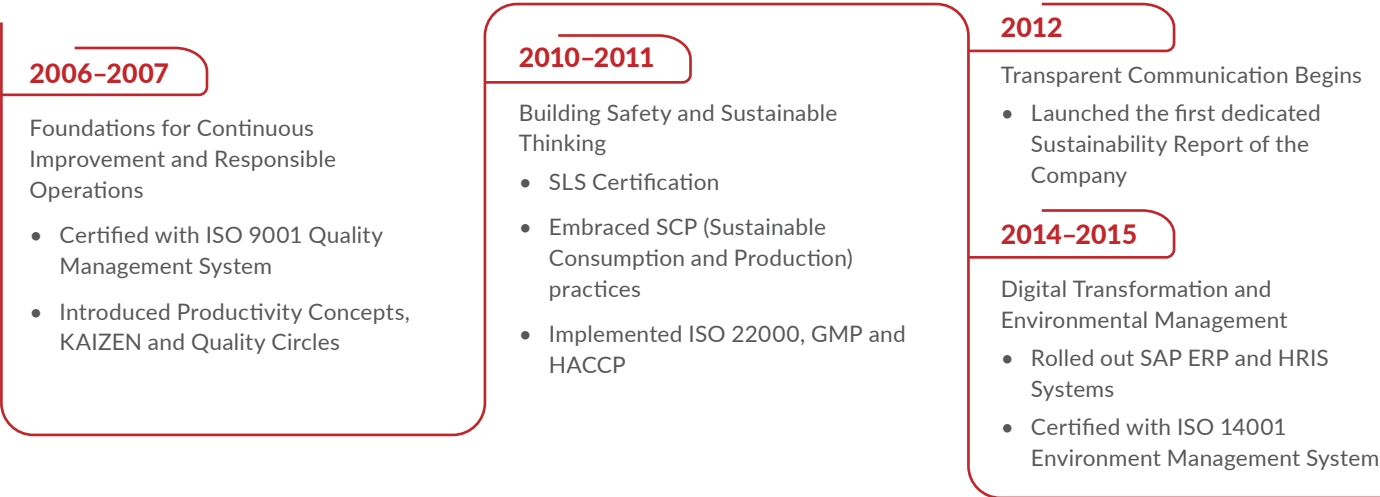 2006–2007
Foundations for Continuous
Improvement and Responsible
Operations
• Certified with ISO 9001 Quality
Management System
• Introduced Productivity Concepts,
KAIZEN and Quality Circles
2010–2011
Building Safety and Sustainable
Thinking
• SLS Certification
• Embraced SCP (Sustainable
Consumption and Production)
practices
• Implemented ISO 22000, GMP and
HACCP
2012
Transparent Communication Begins
• Launched the first dedicated
Sustainability Report of the
Company
2014–2015
Digital Transformation and
Environmental Management
• Rolled out SAP ERP and HRIS
Systems
• Certified with ISO 14001
Environment Management System